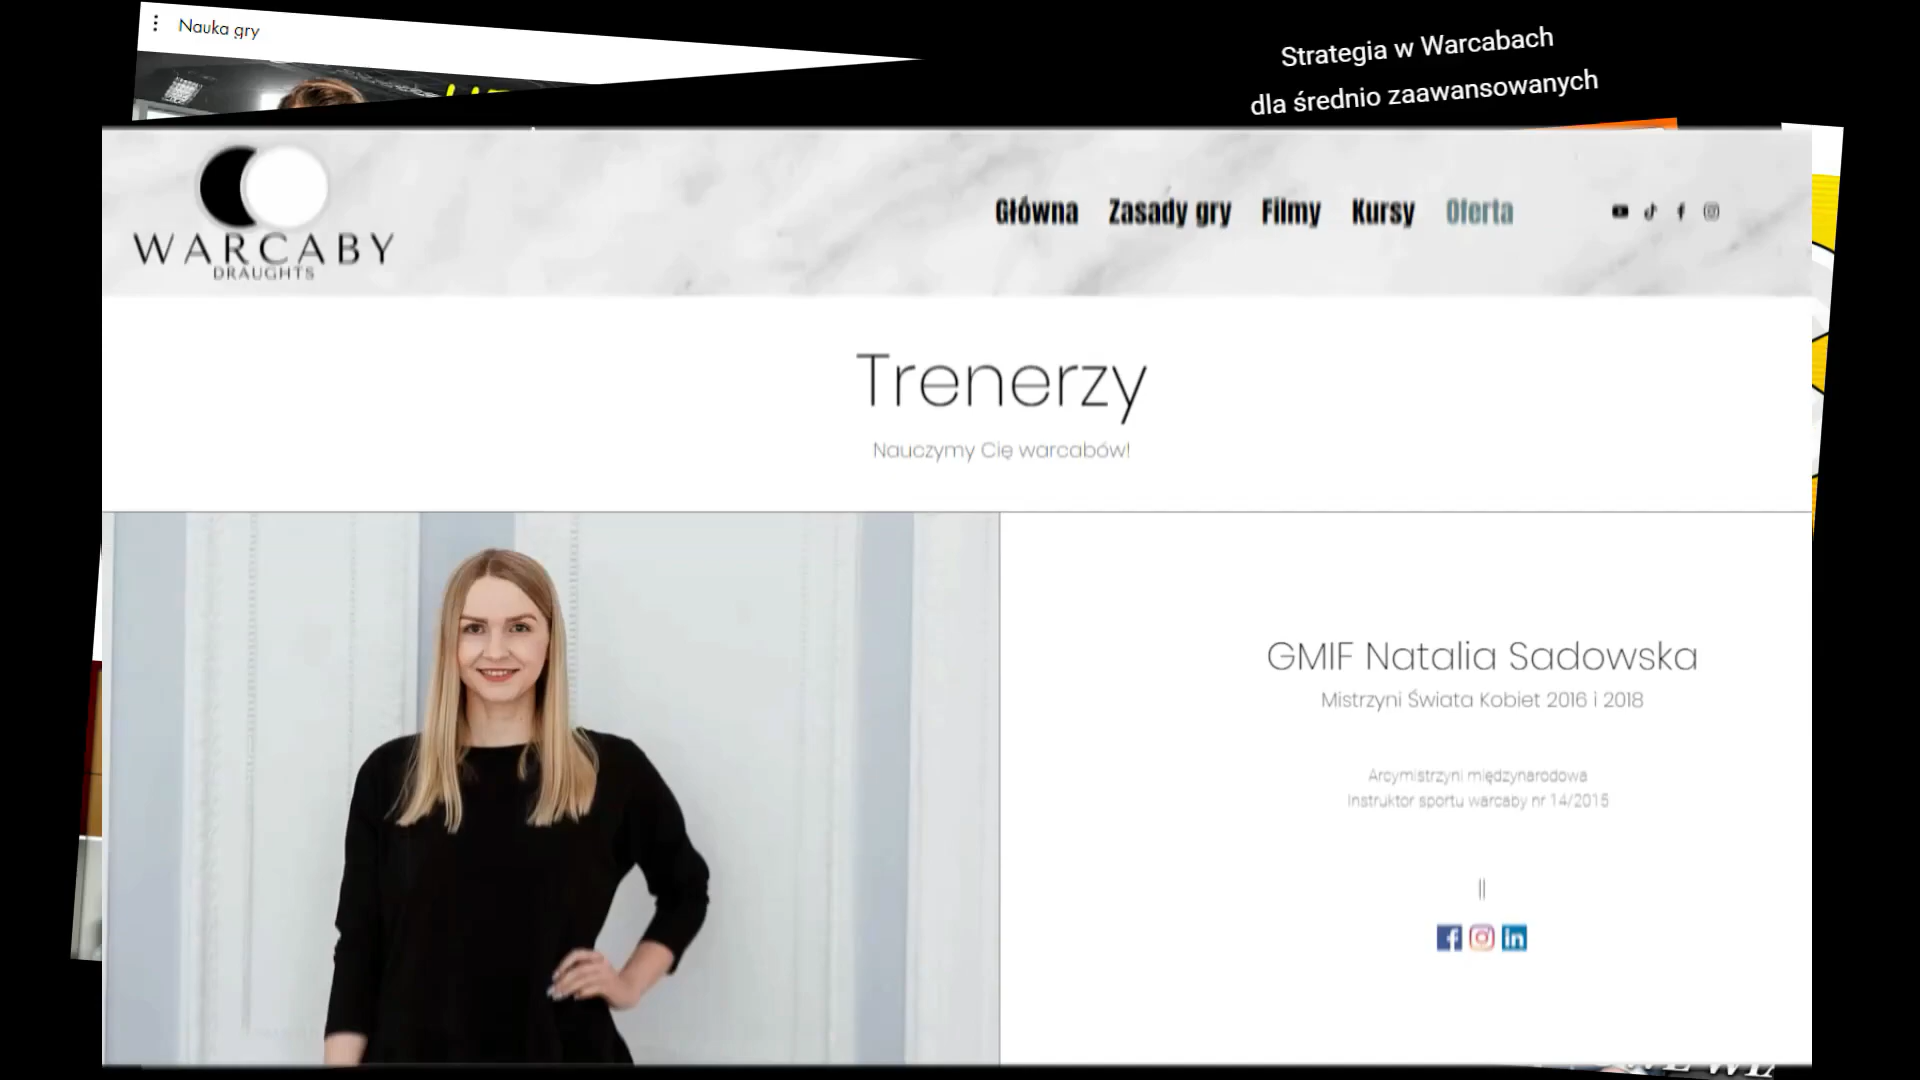 Nauka gry
Strategia w Warcabach
dla średnio zaawansowanych
WARCABY
DRAUGHTS
Główna Zasady gry Filmy Kursy Oferta
Trenerzy
Nauczymy Cię warcabów!
GMIF Natalia Sadowska
Mistrzyni Świata Kobiet 2016 i 2018
Arcymistrzyni międzynarodowa
Instruktor sportu warcaby nr 14/2015